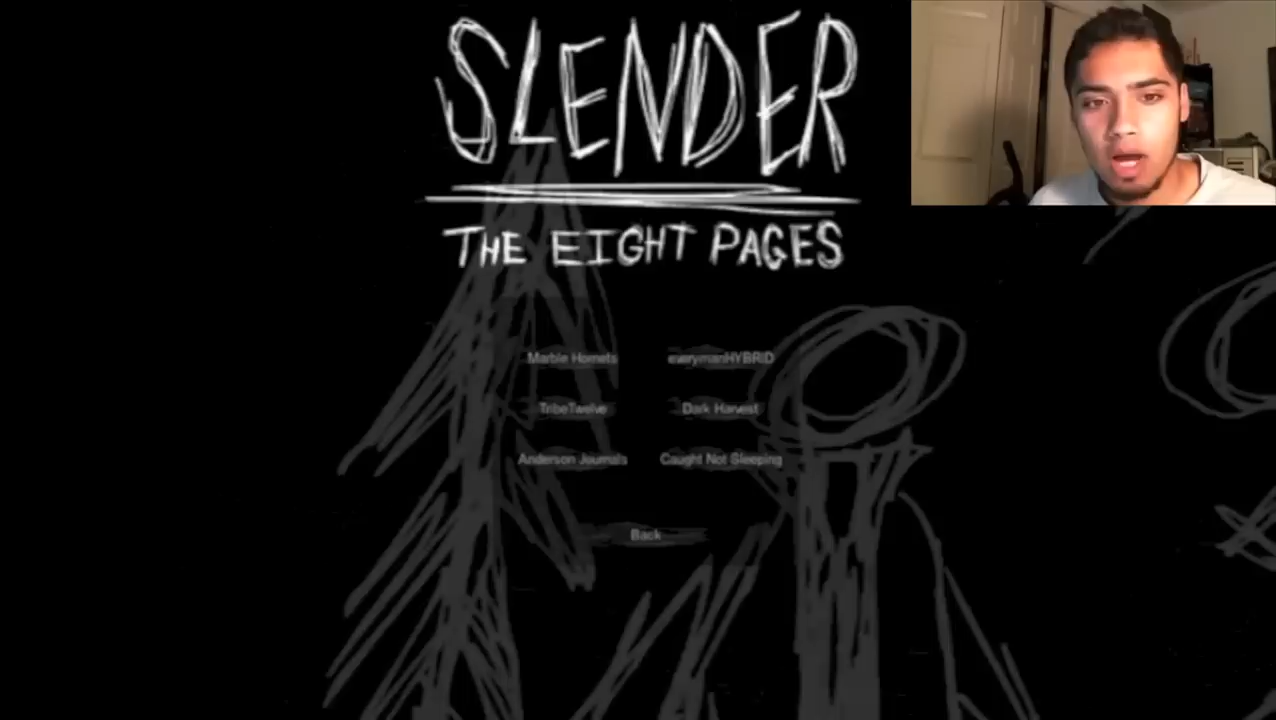 SLENDER
THE EIGHT PAGES
Marble Hornets everymanHYBRID
TribeTwelve Dark Harvest
Anderson Journals Caught Not Sleeping
Back